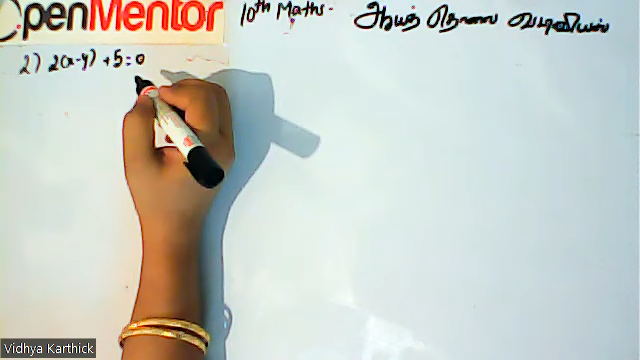 OpenMentor
10th Maths-
ஆயத் தொலை வடிவியல்
2) 2(x-y) +5=0
Vidhya Karthick